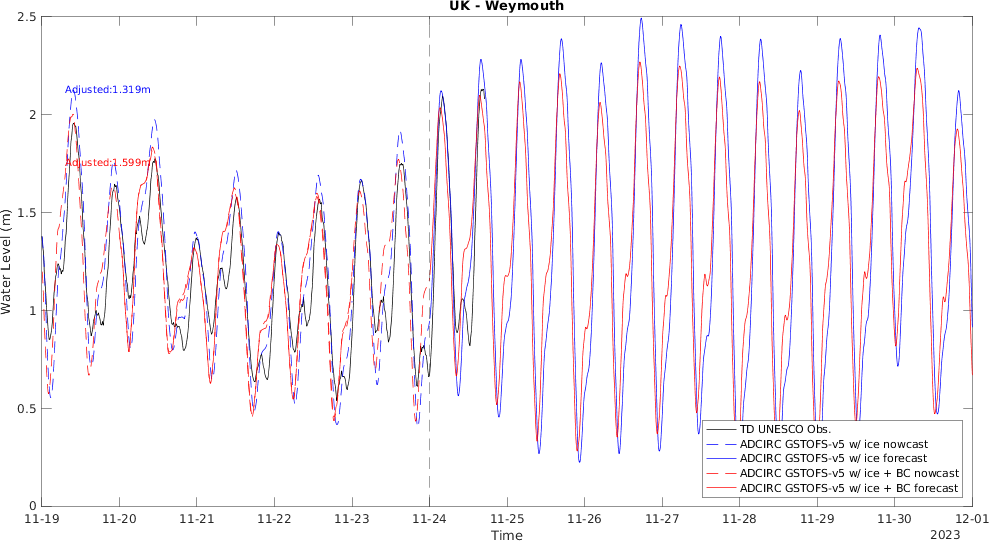 UK - Weymouth
2.5
2
1.5
1
0.5
0
Water Level (m)
Adjusted:1.319m
Adjusted:1.599m
TD UNESCO Obs.
ADCIRC GSTOFS-v5 w/ ice nowcast
ADCIRC GSTOFS-v5 w/ ice forecast
ADCIRC GSTOFS-v5 w/ ice + BC nowcast
ADCIRC GSTOFS-v5 w/ ice + BC forecast
11-19 11-20 11-21 11-22 11-23 11-24 11-25 11-26 11-27 11-28 11-29 11-30 12-01
Time
2023